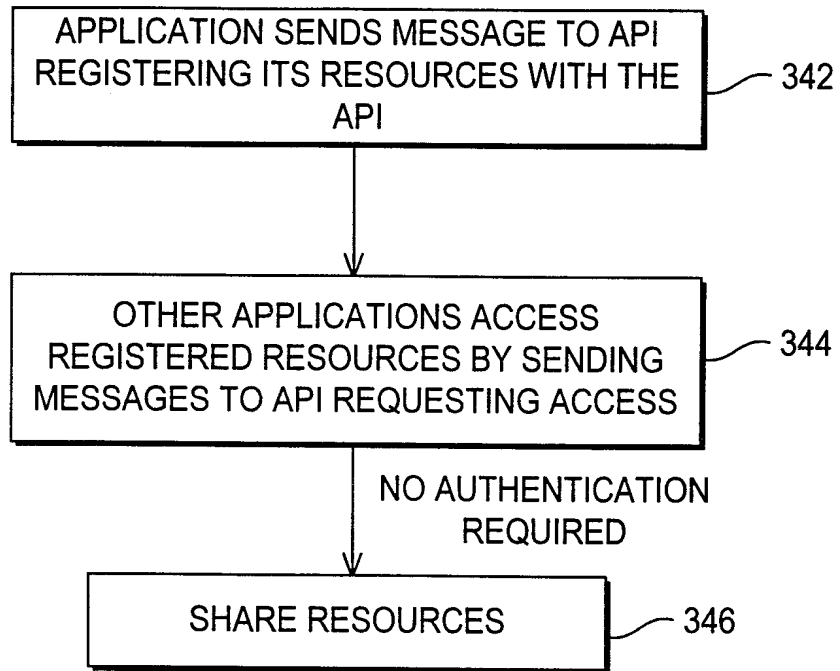 APPLICATION SENDS MESSAGE TO API
REGISTERING ITS RESOURCES WITH THE
API
342
OTHER APPLICATIONS ACCESS
REGISTERED RESOURCES BY SENDING
MESSAGES TO API REQUESTING ACCESS
344
NO AUTHENTICATION
REQUIRED
SHARE RESOURCES
346